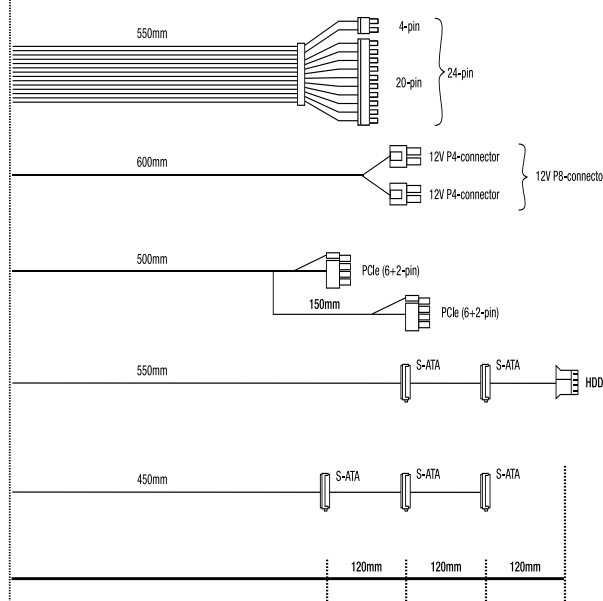 550mm
4-pin
20-pin
24-pin
600mm
12V P4-connector
12V P4-connector
12V P8-connecto
500mm
PCIe (6+2-pin)
150mm
PCIe (6+2-pin)
550mm
S-ATA
S-ATA
HDD
450mm
S-ATA
S-ATA
S-ATA
120mm
120mm
120mm